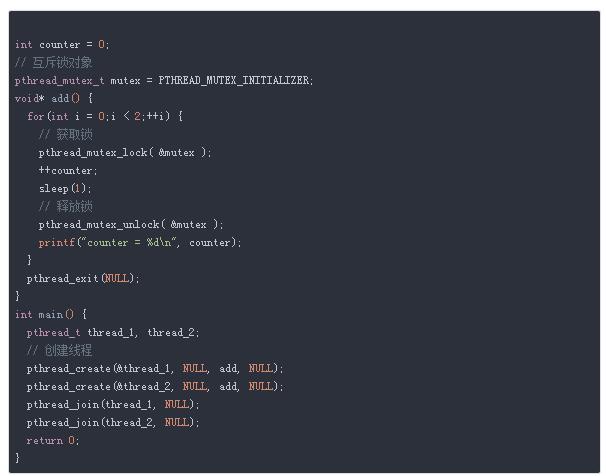 int counter = 0;
// 互斥锁对象
pthread_mutex_t mutex = PTHREAD_MUTEX_INITIALIZER;
void* add() {
  for(int i = 0;i < 2;++i) {
    // 获取锁
    pthread_mutex_lock( &mutex );
    ++counter;
    sleep(1);
    // 释放锁
    pthread_mutex_unlock( &mutex );
    printf("counter = %d\n", counter);
  }
  pthread_exit(NULL);
}
int main() {
  pthread_t thread_1, thread_2;
  // 创建线程
  pthread_create(&thread_1, NULL, add, NULL);
  pthread_create(&thread_2, NULL, add, NULL);
  pthread_join(thread_1, NULL);
  pthread_join(thread_2, NULL);
  return 0;
}